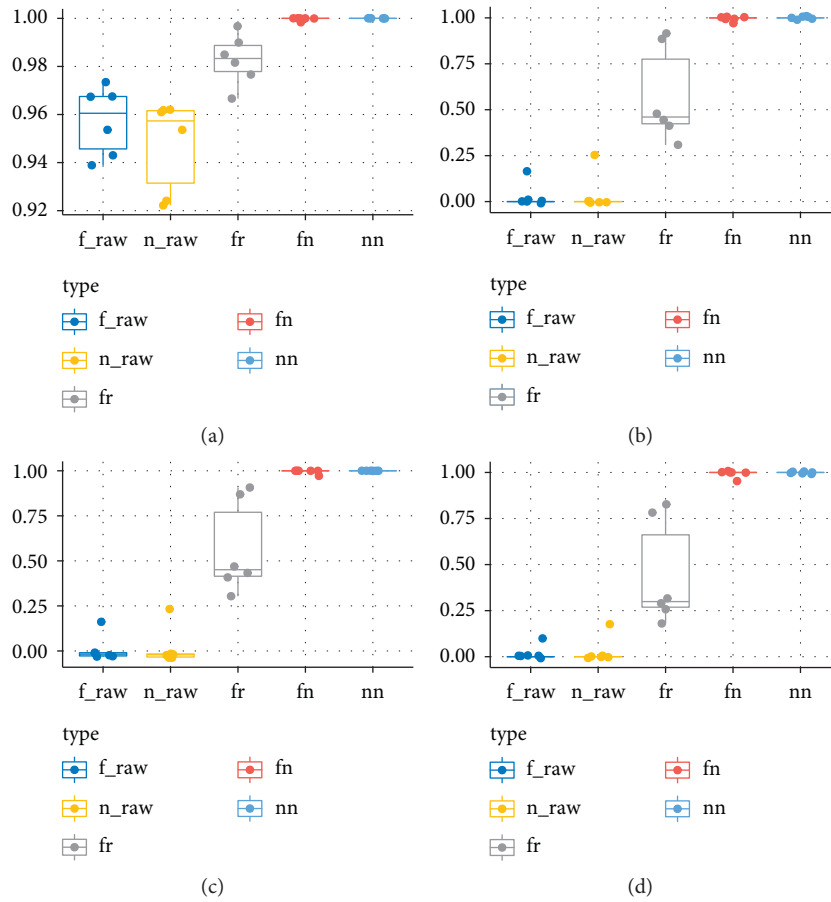 1.00
0.98
0.96
0.94
0.92
f_raw n_raw fr fn nn
type
f_raw fn
n_raw nn
fr
(a)
1.00
0.75
0.50
0.25
0.00
f_raw n_raw fr fn nn
type
f_raw fn
n_raw nn
fr
(b)
1.00
0.75
0.50
0.25
0.00
f_raw n_raw fr fn nn
type
f_raw fn
n_raw nn
fr
(c)
1.00
0.75
0.50
0.25
0.00
f_raw n_raw fr fn nn
type
f_raw fn
n_raw nn
fr
(d)